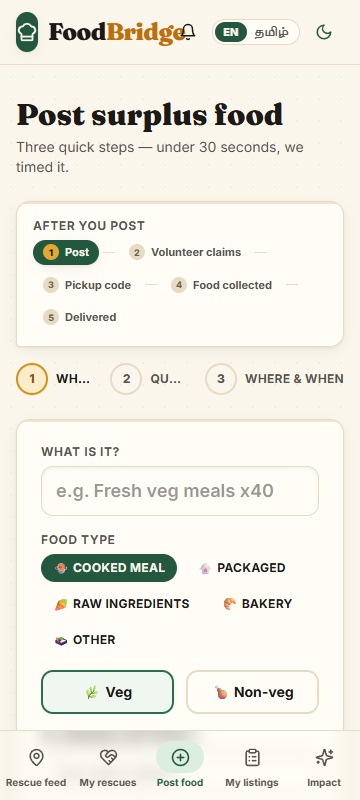 FoodBridge
EN தமிழ்
Post surplus food
Three quick steps — under 30 seconds, we
timed it.
AFTER YOU POST
1 Post — 2 Volunteer claims —
3 Pickup code — 4 Food collected —
5 Delivered
1 WH... 2 QU... 3 WHERE & WHEN
WHAT IS IT?
e.g. Fresh veg meals x40
FOOD TYPE
COOKED MEAL PACKAGED
RAW INGREDIENTS BAKERY
OTHER
Veg Non-veg
Rescue feed My rescues Post food My listings Impact